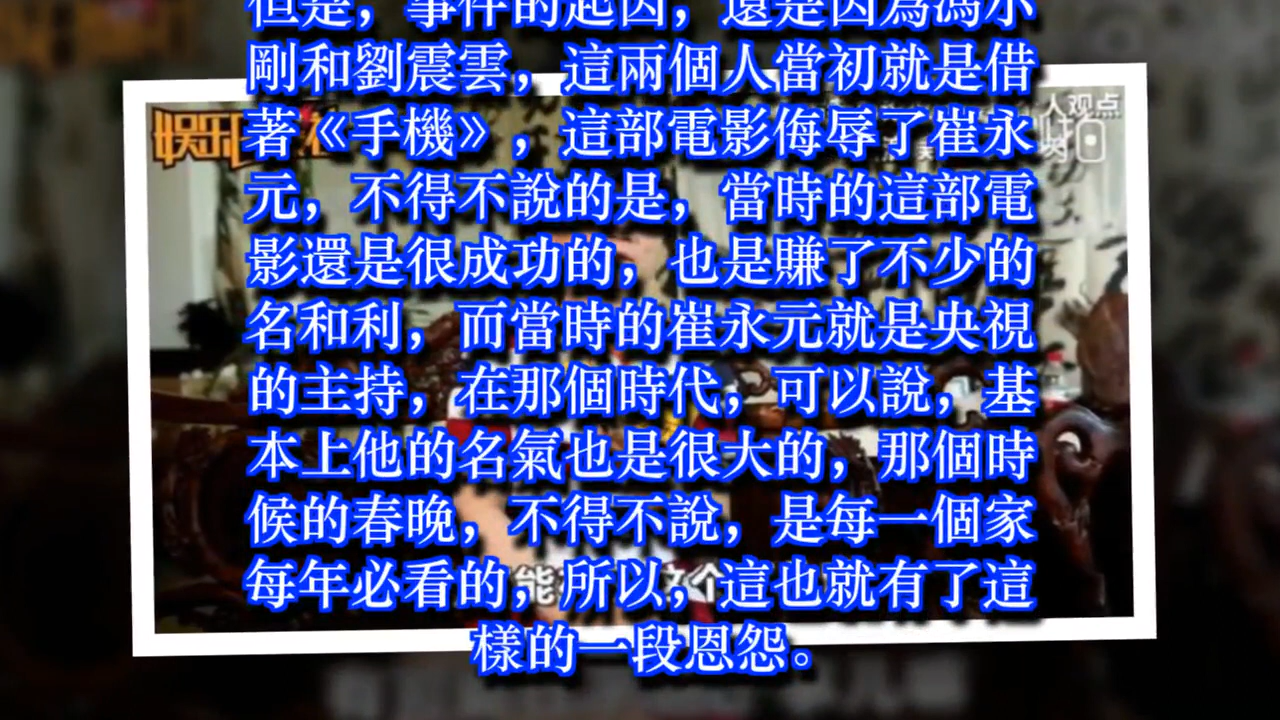 但是，事件的起因，還是因為馮小
剛和劉震雲，這兩個人當初就是借
著《手機》，這部電影侮辱了崔永
元，不得不說的是，當時的這部電
影還是很成功的，也是賺了不少的
名和利，而當時的崔永元就是央視
的主持，在那個時代，可以說，基
本上他的名氣也是很大的，那個時
候的春晚，不得不說，是每一個家
每年必看的，所以，這也就有了這
樣的一段恩怨。
人观点
娱乐
能